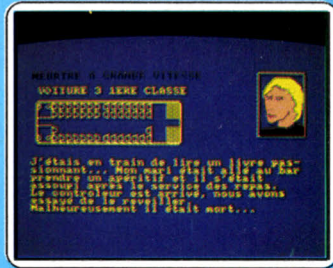 MEURTRE A GRANDE VITESSE
VOITURE 3 1ERE CLASSE
J'étais en train de lire un livre pas-
sionnant... Mon mari était allé au bar
prendre un apéritif et il s'était
assoupi après le service des repas.
Le contrôleur est arrivé, nous avons
essayé de le réveiller.
Malheureusement il était mort...